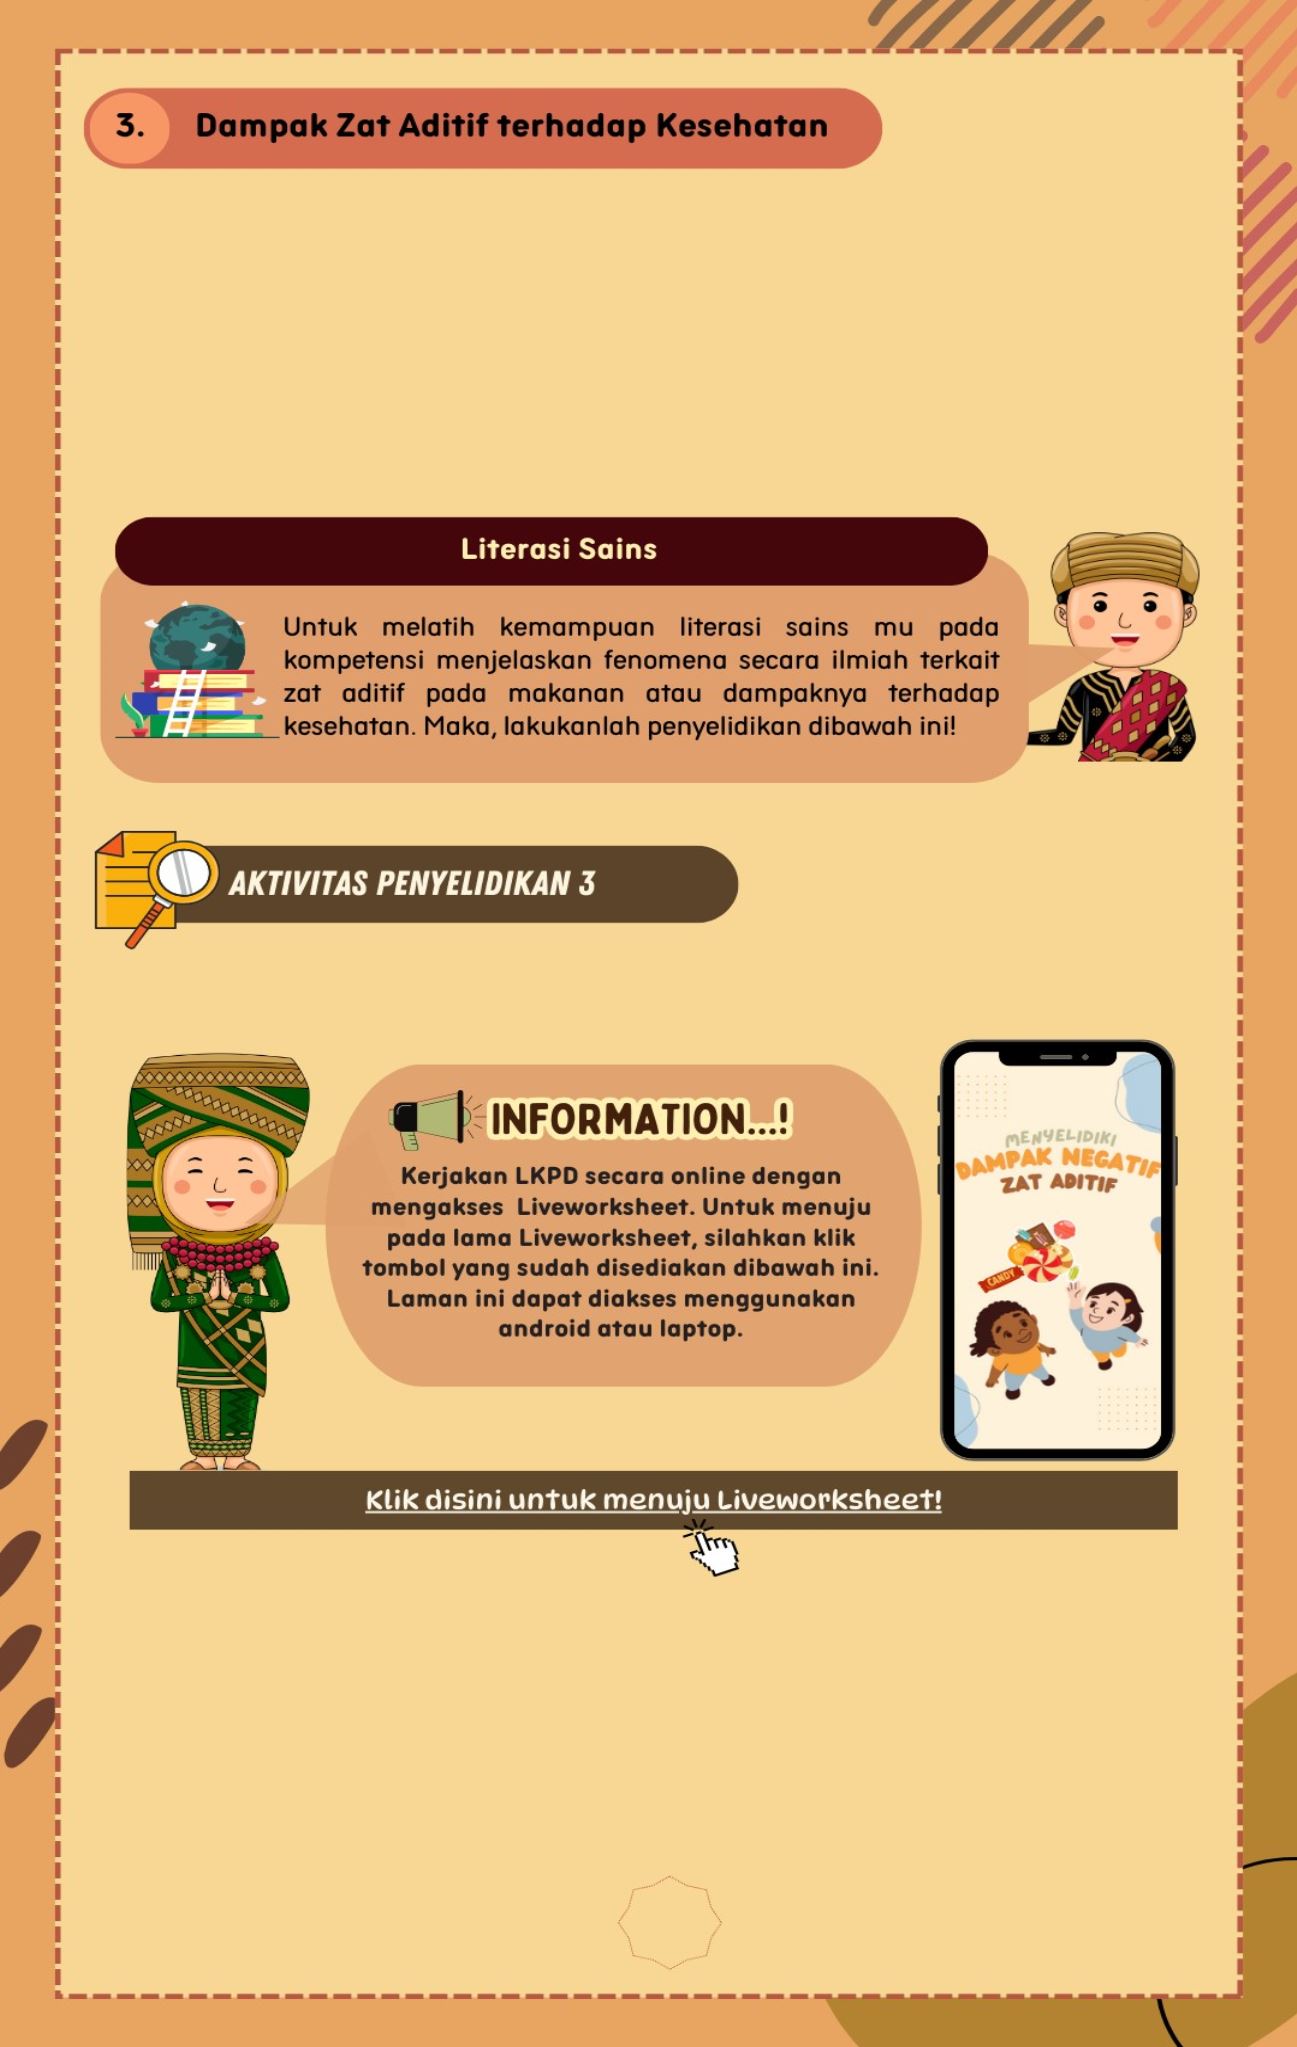 3.
Dampak Zat Aditif terhadap Kesehatan
Literasi Sains
Untuk melatih kemampuan literasi sains mu pada
kompetensi menjelaskan fenomena secara ilmiah terkait
zat aditif pada makanan atau dampaknya terhadap
kesehatan. Maka, lakukanlah penyelidikan dibawah ini!
AKTIVITAS PENYELIDIKAN 3
INFORMATION...!
Kerjakan LKPD secara online dengan
mengakses Liveworksheet. Untuk menuju
pada lama Liveworksheet, silahkan klik
tombol yang sudah disediakan dibawah ini.
Laman ini dapat diakses menggunakan
android atau laptop.
MENYELIDIKI
DAMPAK NEGATIF
ZAT ADITIF
CANDY
Klik disini untuk menuju Liveworksheet!